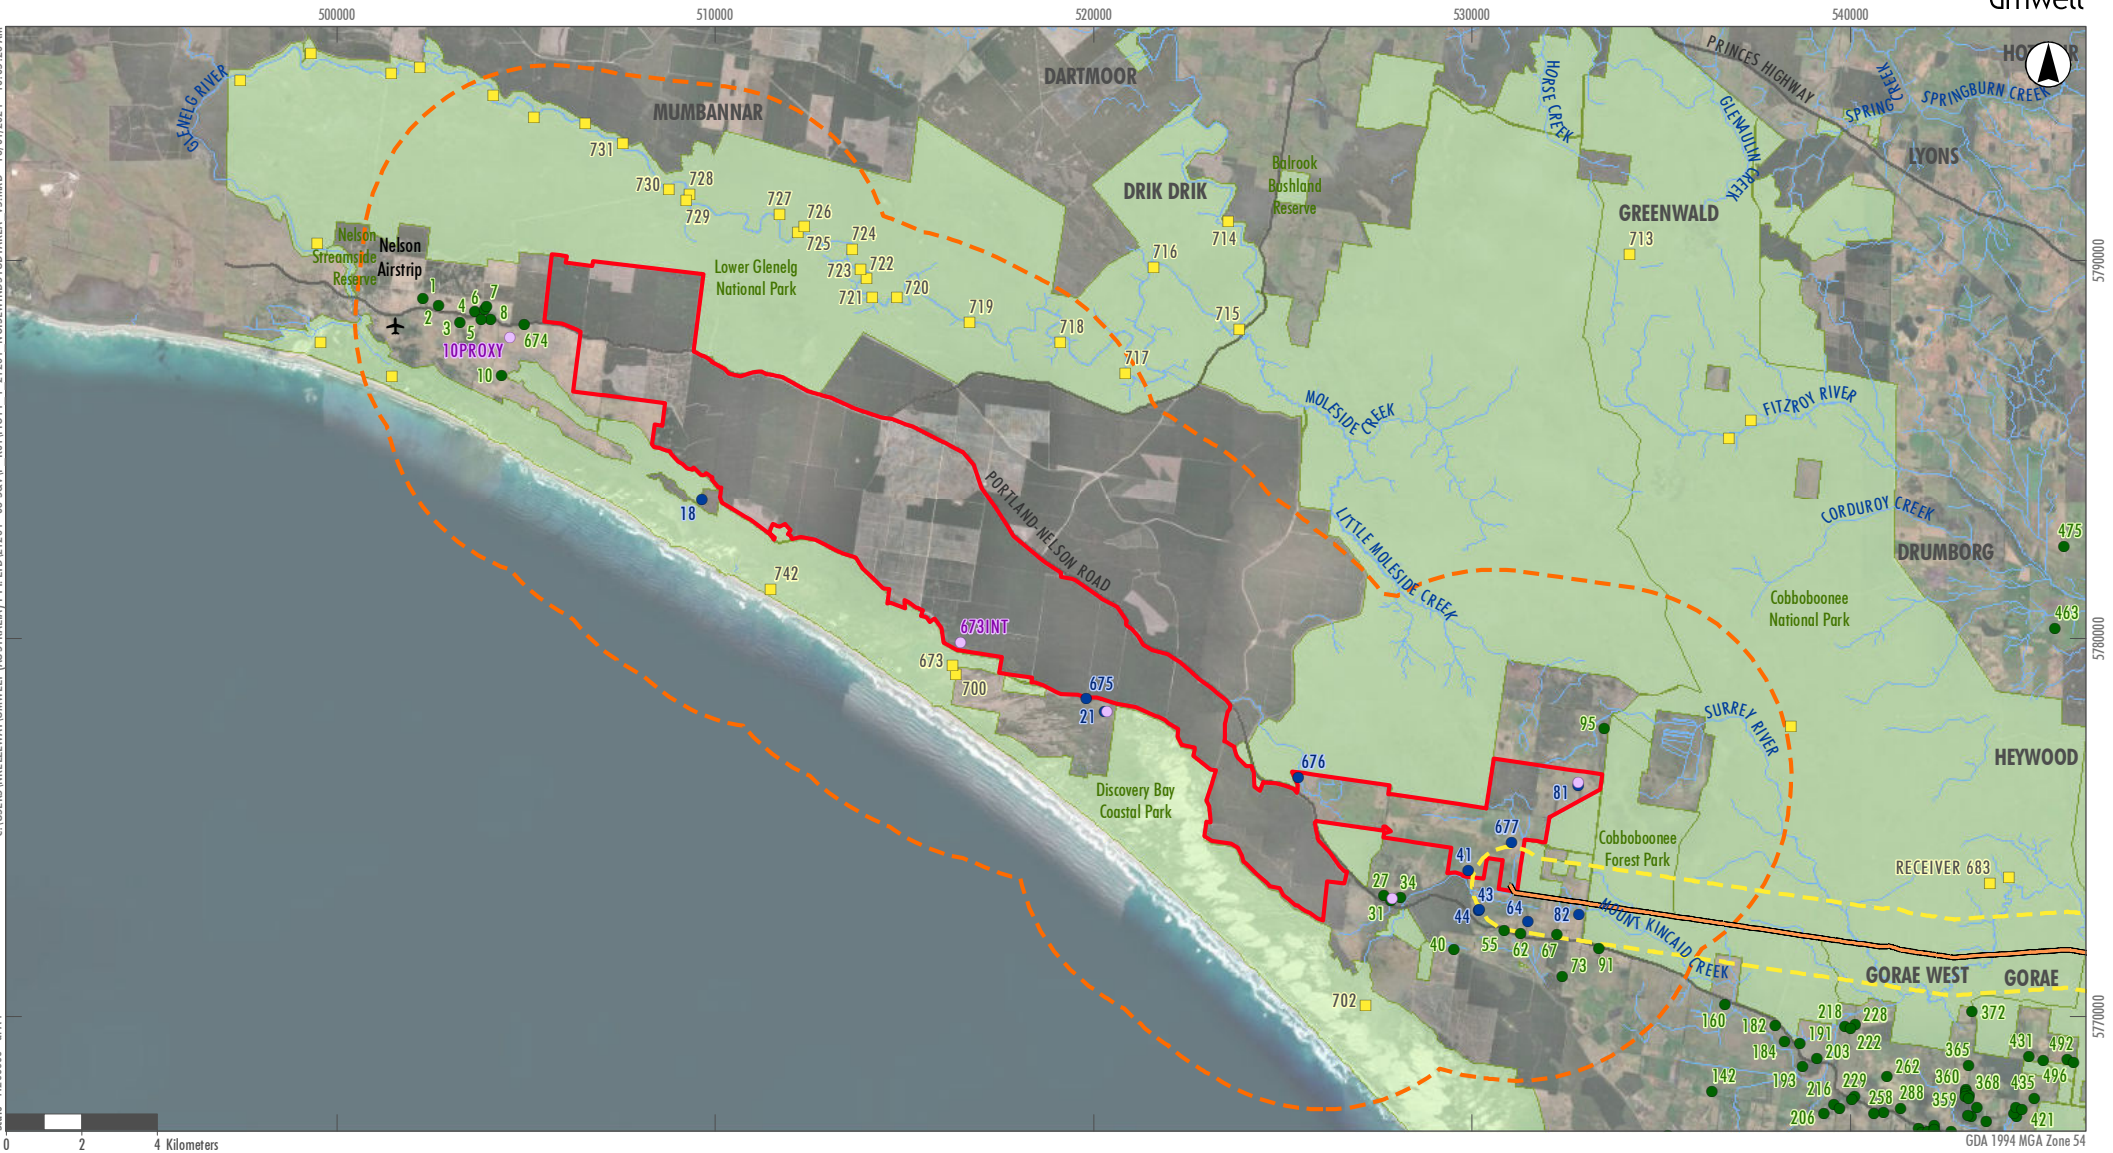 umwell
500000
510000
520000
530000
540000
GLENELG RIVER
MUMBANNAR
DARTMOOR
HORSE CREEK
PRINCES HIGHWAY
GLENAULIN CREEK
CREEK
SPRING CREEK
SPRINGBURN CREEK
LYONS
731
730
728
729
727
726
725
724
723
722
721
720
719
718
717
716
715
714
713
DRIK DRIK
Balrook
Bushland
Reserve
GREENWALD
Nelson
Streamside
Reserve
Nelson
Airstrip
Lower Glenelg
National Park
5790000
1
2
3
4
5
6
7
8
674
10PROXY
10
MOLESIDE CREEK
FITZROY RIVER
PORTLAND-NELSON ROAD
18
LITTLE MOLESIDE CREEK
CORDUROY CREEK
DRUMBORG
475
742
Cobboboonee
National Park
463
673INT
673
700
5780000
675
21
95
SURREY RIVER
HEYWOOD
676
81
Discovery Bay
Coastal Park
677
41
Cobboboonee
Forest Park
RECEIVER 683
27
34
31
43
44
64
82
MOUNT KINCAID CREEK
40
55
62
67
73
91
GORAE WEST
GORAE
702
160
182
184
191
193
203
218
228
222
372
5770000
142
216
229
206
262
258
288
365
360
359
368
431
492
496
435
421
0
2
4 Kilometers
GDA 1994 MGA Zone 54